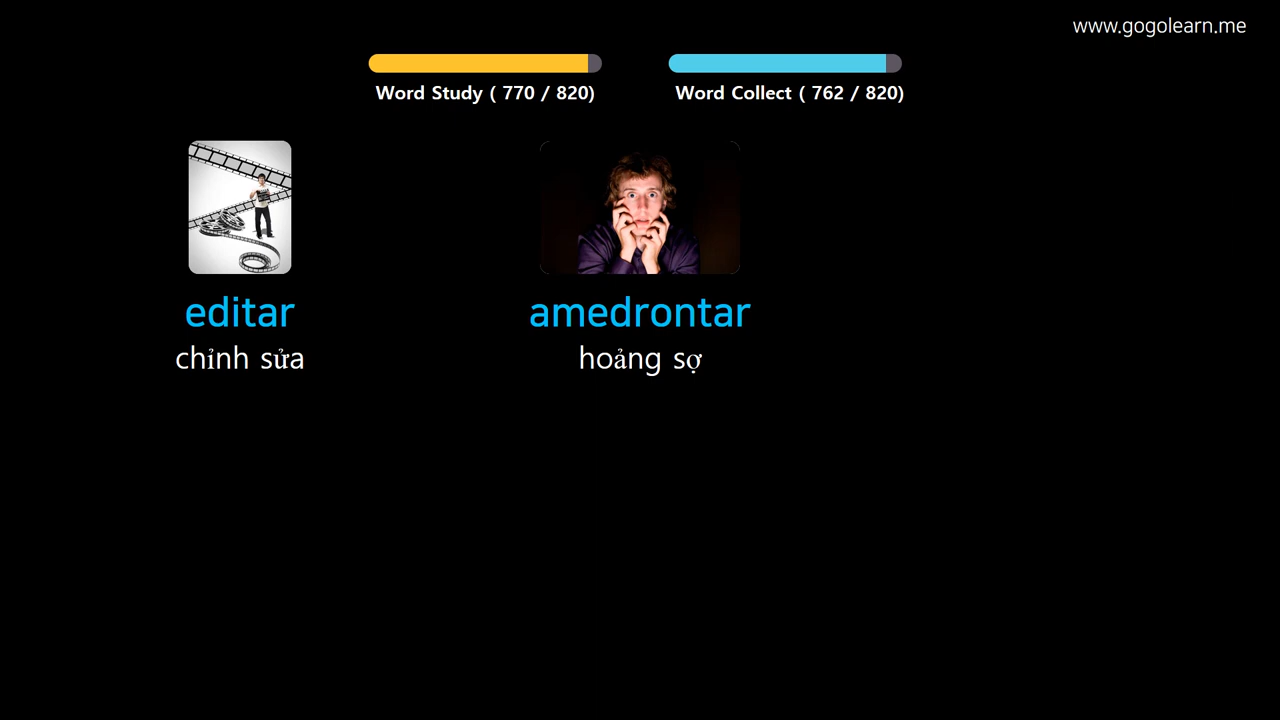 www.gogolearn.me
Word Study ( 770 / 820)
Word Collect ( 762 / 820)
editar
chỉnh sửa
amedrontar
hoảng sợ